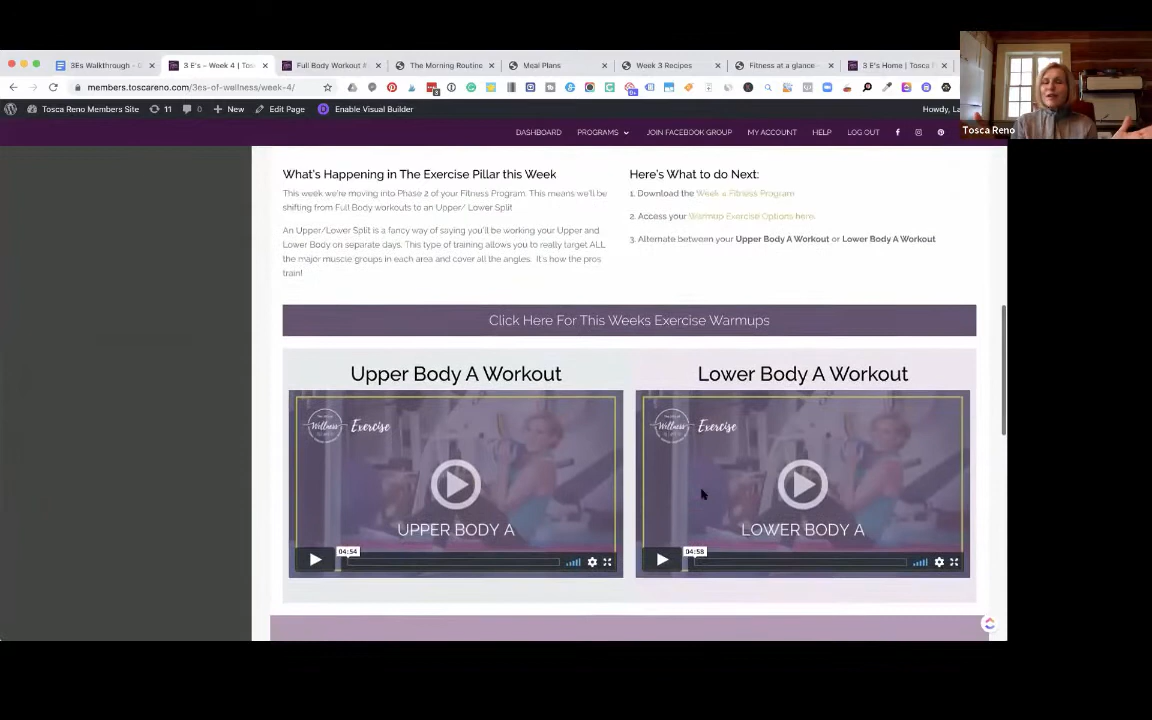 3Es Walkthrough -
3 E's – Week 4 | Tos
Full Body Workout #
The Morning Routine
Meal Plans
Week 3 Recipes
Fitness at a glance
3 E's Home | Tosca
members.toscareno.com/3es-of-wellness/week-4/
Tosca Reno Members Site
11
0
New
Edit Page
Enable Visual Builder
Howdy, La
Tosca Reno
DASHBOARD
PROGRAMS
JOIN FACEBOOK GROUP
MY ACCOUNT
HELP
LOG OUT
What's Happening in The Exercise Pillar this Week
This week we're moving into Phase 2 of your Fitness Program. This means we'll be
shifting from Full Body workouts to an Upper/ Lower Split
An Upper/Lower Split is a fancy way of saying you'll be working your Upper and
Lower Body on separate days. This type of training allows you to really target ALL
the major muscle groups in each area and cover all the angles. It's how the pros
train!
Here's What to do Next:
1. Download the Week 4 Fitness Program
2. Access your Warmup Exercise Options here.
3. Alternate between your Upper Body A Workout or Lower Body A Workout
Click Here For This Weeks Exercise Warmups
Upper Body A Workout
Wellness
Exercise
UPPER BODY A
04:54
Lower Body A Workout
Wellness
Exercise
LOWER BODY A
04:58